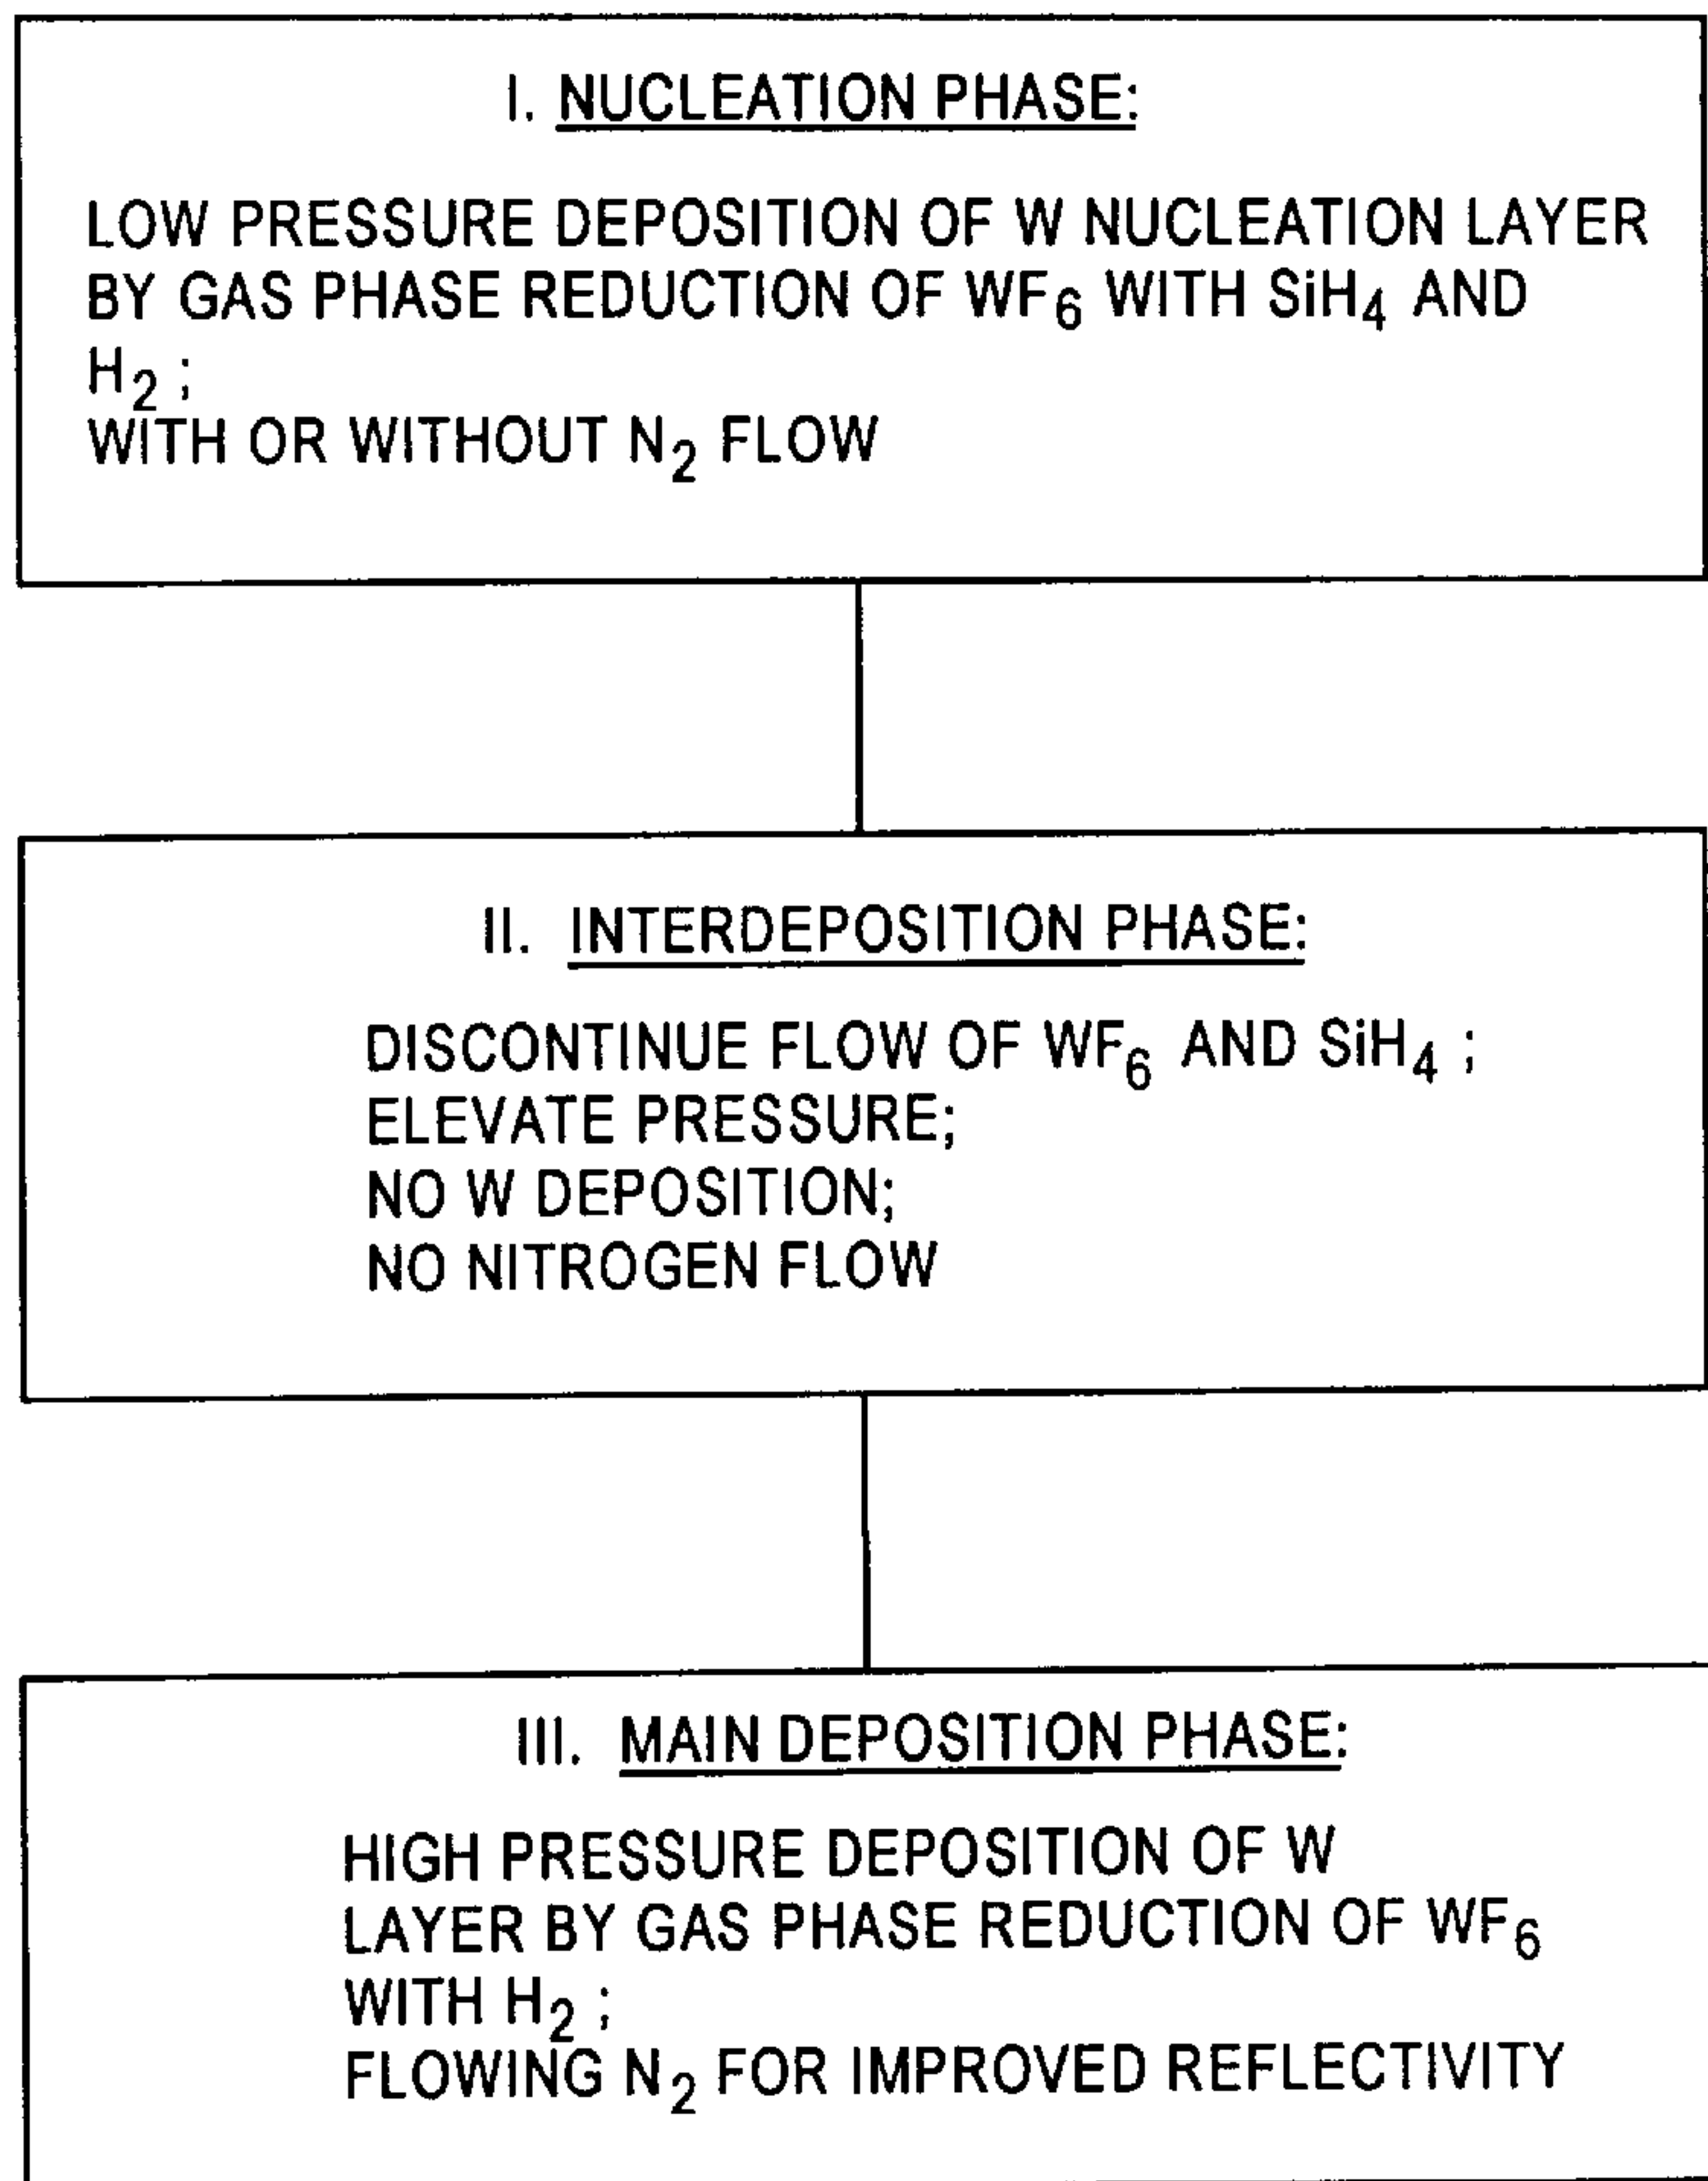 I. NUCLEATION PHASE:
LOW PRESSURE DEPOSITION OF W NUCLEATION LAYER
BY GAS PHASE REDUCTION OF WF₆ WITH SiH₄ AND
H₂ ;
WITH OR WITHOUT N₂ FLOW
II. INTERDEPOSITION PHASE:
DISCONTINUE FLOW OF WF₆ AND SiH₄ ;
ELEVATE PRESSURE;
NO W DEPOSITION;
NO NITROGEN FLOW
III. MAIN DEPOSITION PHASE:
HIGH PRESSURE DEPOSITION OF W
LAYER BY GAS PHASE REDUCTION OF WF₆
WITH H₂ ;
FLOWING N₂ FOR IMPROVED REFLECTIVITY